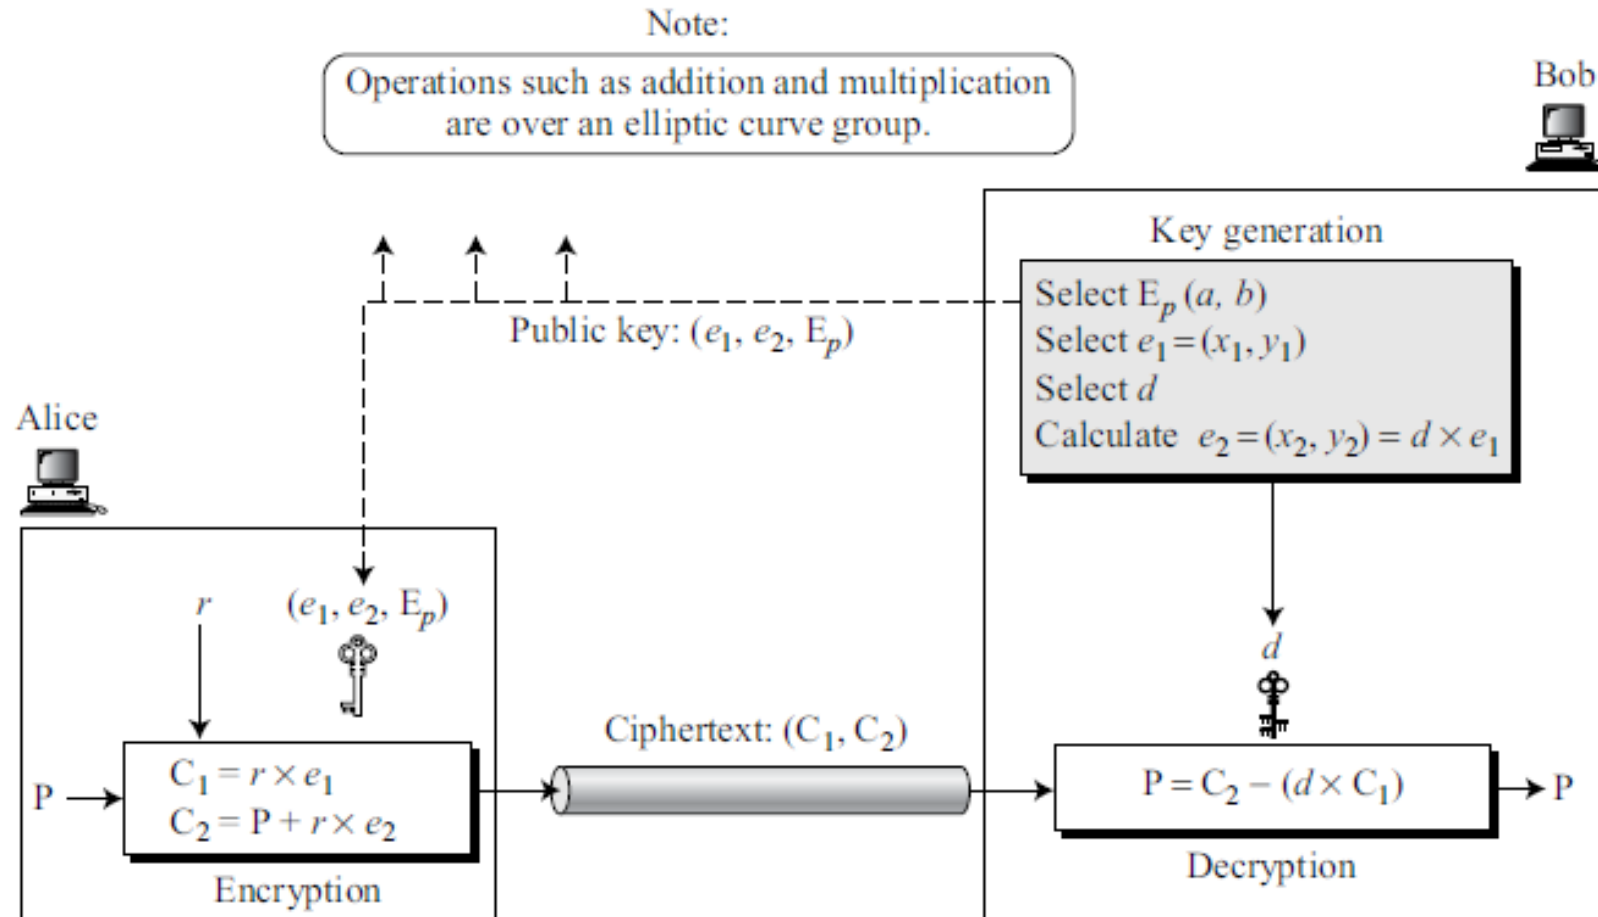 Note:
Operations such as addition and multiplication
are over an elliptic curve group.
Bob
Key generation
Select Eₚ (a, b)
Select e₁ = (x₁, y₁)
Select d
Calculate e₂ = (x₂, y₂) = d × e₁
Public key: (e₁, e₂, Eₚ)
Alice
r
(e₁, e₂, Eₚ)
d
Ciphertext: (C₁, C₂)
P
C₁ = r × e₁
C₂ = P + r × e₂
Encryption
P = C₂ − (d × C₁)
P
Decryption